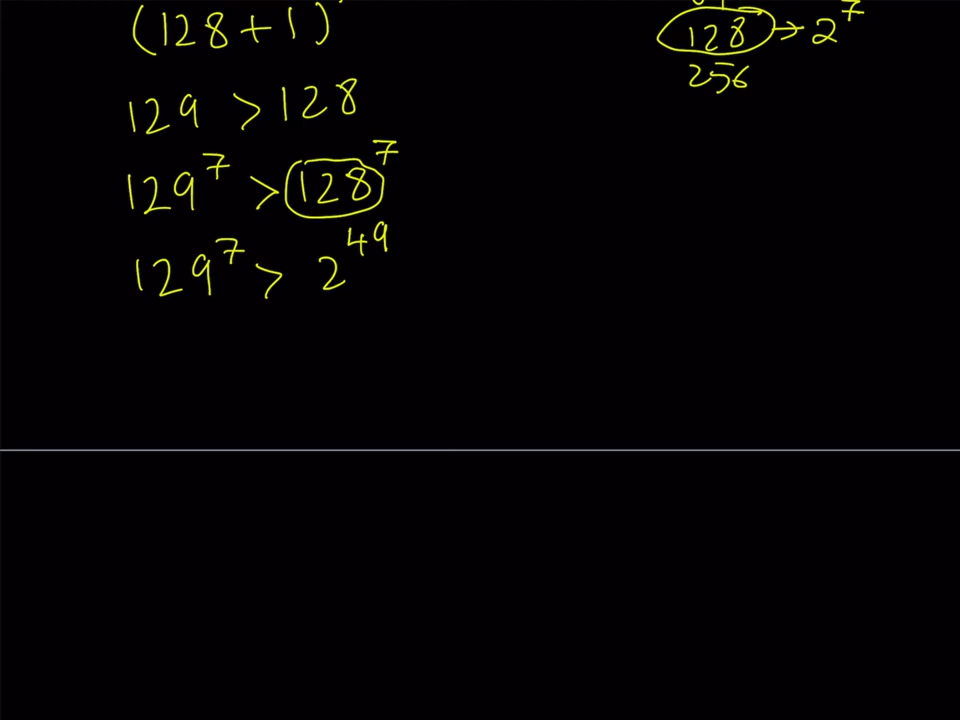 (128+1)
128 → 2^7
256
129 > 128
129^7 > 128^7
129^7 > 2^49